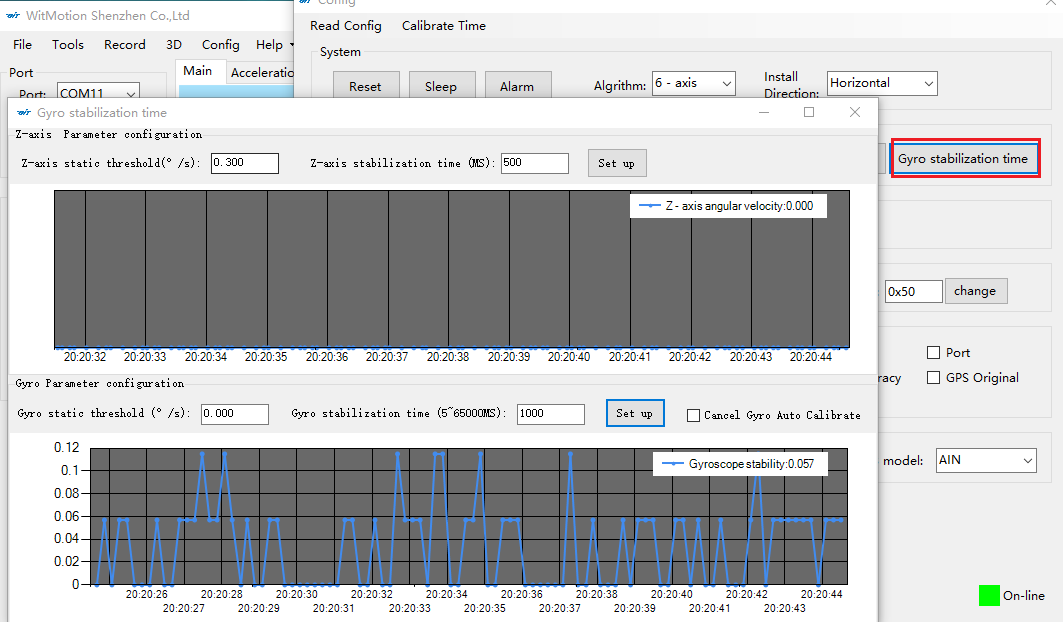 WitMotion Shenzhen Co.,Ltd
Config
File Tools Record 3D Config Help
Read Config Calibrate Time
System
Port
Port: COM11
Main
Reset Sleep Alarm
Algrithm: 6 - axis
Install
Direction: Horizontal
Gyro stabilization time
Z-axis Parameter configuration
Z-axis static threshold(° /s): 0.300 Z-axis stabilization time (MS): 500 Set up
Gyro stabilization time
Z - axis angular velocity:0.000
0x50 change
20:20:32 20:20:33 20:20:34 20:20:35 20:20:36 20:20:37 20:20:38 20:20:39 20:20:40 20:20:41 20:20:42 20:20:43 20:20:44
Port
GPS Original
Gyro Parameter configuration
Gyro static threshold (° /s): 0.000 Gyro stabilization time (5~65000MS): 1000 Set up Cancel Gyro Auto Calibrate
Gyroscope stability:0.057
model: AIN
0.12
0.1
0.08
0.06
0.04
0.02
0
20:20:26 20:20:28 20:20:30 20:20:32 20:20:34 20:20:36 20:20:38 20:20:40 20:20:42 20:20:44
20:20:27 20:20:29 20:20:31 20:20:33 20:20:35 20:20:37 20:20:39 20:20:41 20:20:43
On-line